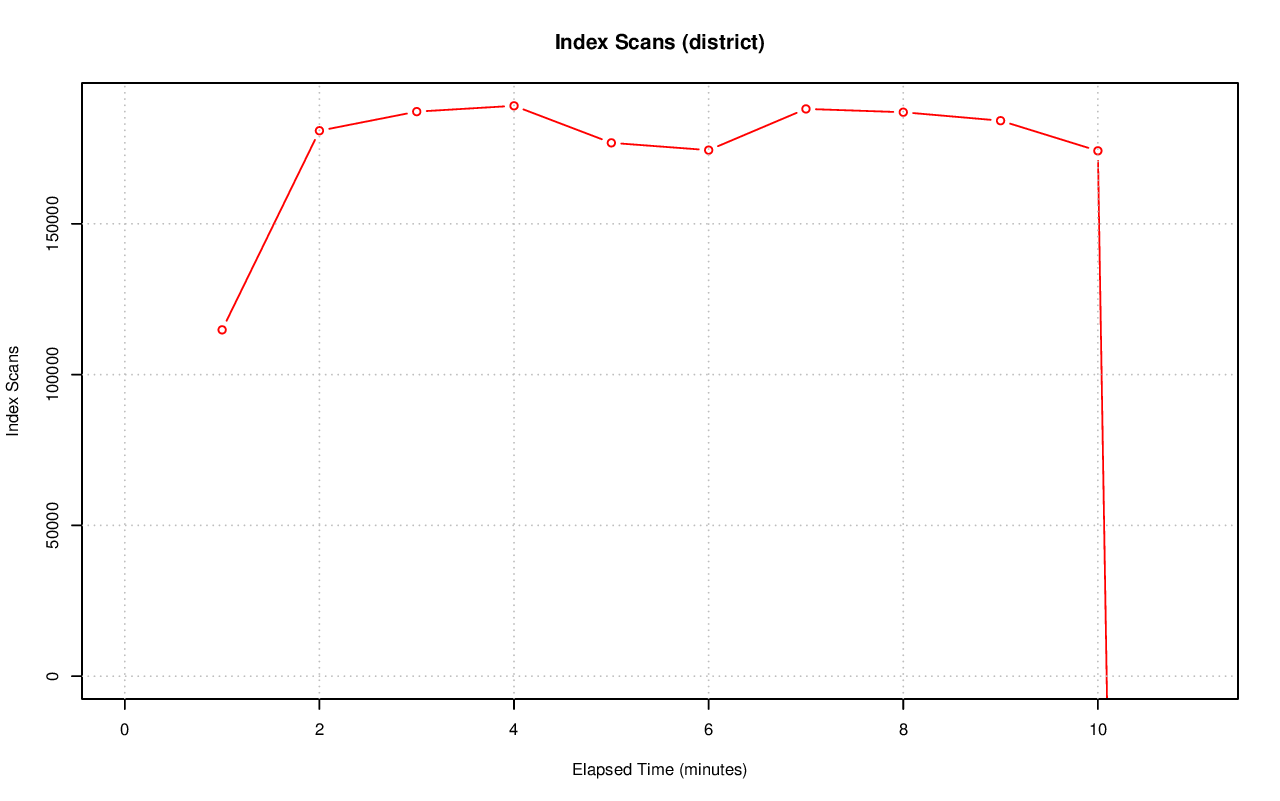 Index Scans (district)
Index Scans
150000
100000
50000
0
0 2 4 6 8 10
Elapsed Time (minutes)